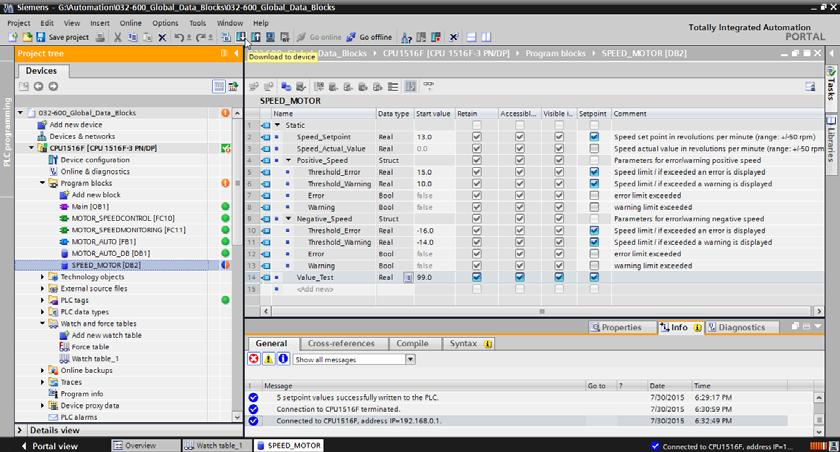 Siemens - G:\Automation\032-600_Global_Data_Blocks\032-600_Global_Data_Blocks
Project Edit View Insert Online Options Tools Window Help
Totally Integrated Automation
PORTAL
Save project Go online Go offline
Download to device
Project tree
_Data_Blocks ▸ CPU1516F [CPU 1516F-3 PN/DP] ▸ Program blocks ▸ SPEED_MOTOR [DB2]
Devices
PLC programming
Tasks
Libraries
032-600_Global_Data_Blocks
Add new device
Devices & networks
CPU1516F [CPU 1516F-3 PN/DP]
Device configuration
Online & diagnostics
Program blocks
Add new block
Main [OB1]
MOTOR_SPEEDCONTROL [FC10]
MOTOR_SPEEDMONITORING [FC11]
MOTOR_AUTO [FB1]
MOTOR_AUTO_DB [DB1]
SPEED_MOTOR [DB2]
Technology objects
External source files
PLC tags
PLC data types
Watch and force tables
Add new watch table
Force table
Watch table_1
Online backups
Traces
Program info
Device proxy data
PLC alarms
Details view
SPEED_MOTOR
Name Data type Start value Retain Accessibl... Visible i... Setpoint Comment
1 Static
2 Speed_Setpoint Real 13.0 Speed set point in revolutions per minute (range: +/-50 rpm)
3 Speed_Actual_Value Real 0.0 Speed actual value in revolutions per minute (range: +/-50 rpm)
4 Positive_Speed Struct Parameters for error/warning positive speed
5 Threshold_Error Real 15.0 Speed limit / if exceeded an error is displayed
6 Threshold_Warning Real 10.0 Speed limit / if exceeded a warning is displayed
7 Error Bool false error limit exceeded
8 Warning Bool false warning limit exceeded
9 Negative_Speed Struct Parameters for error/warning negative speed
10 Threshold_Error Real -16.0 Speed limit / if exceeded an error is displayed
11 Threshold_Warning Real -14.0 Speed limit / if exceeded a warning is displayed
12 Error Bool false error limit exceeded
13 Warning Bool false warning limit exceeded
14 Value_Test Real 99.0
15 <Add new>
Properties Info Diagnostics
General Cross-references Compile Syntax
Show all messages
! Message Go to ? Date Time
5 setpoint values successfully written to the PLC. 7/30/2015 6:29:17 PM
Connection to CPU1516F terminated. 7/30/2015 6:30:59 PM
Connected to CPU1516F, address IP=192.168.0.1. 7/30/2015 6:32:49 PM
Portal view Overview Watch table_1 SPEED_MOTOR Connected to CPU1516F, address IP=1...